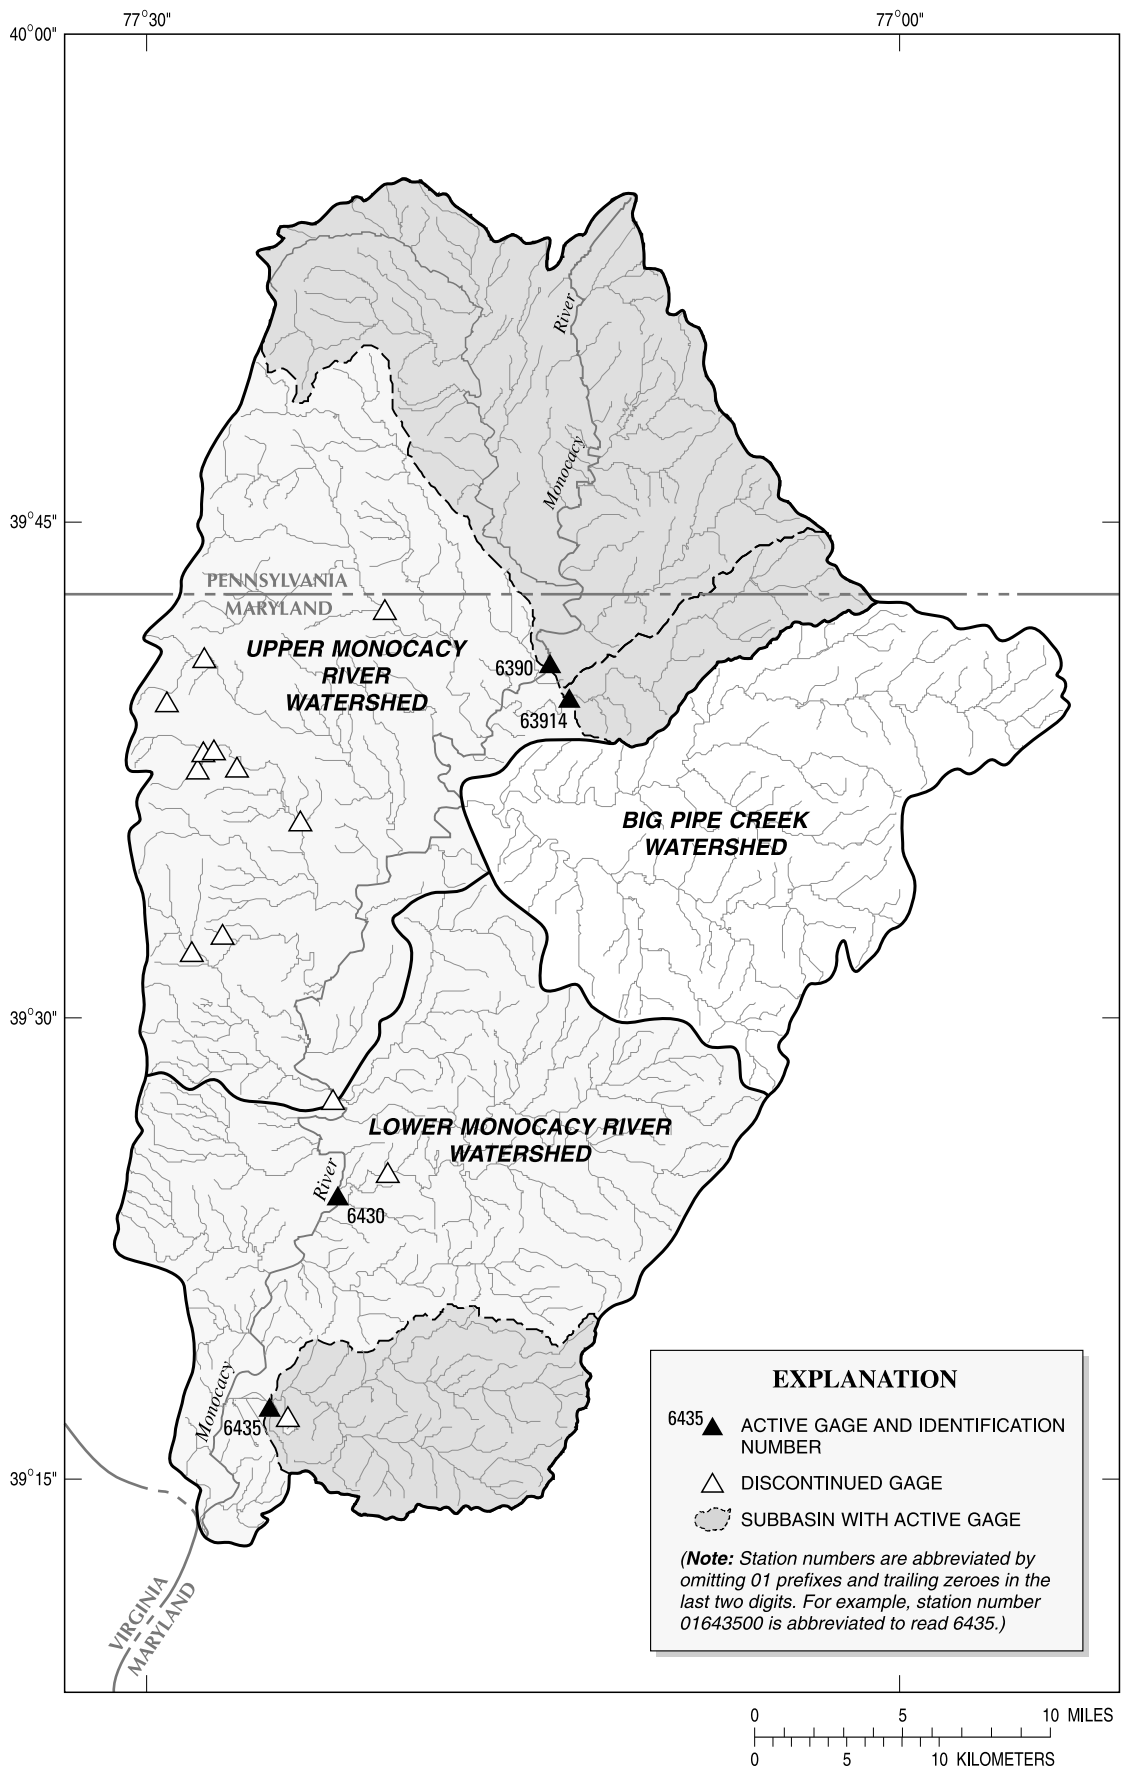 77°30"
77°00"
40°00"
River
Monocacy
39°45"
PENNSYLVANIA
MARYLAND
UPPER MONOCACY
RIVER
WATERSHED
6390
63914
BIG PIPE CREEK
WATERSHED
39°30"
LOWER MONOCACY RIVER
WATERSHED
River
6430
Monocacy
6435
39°15"
VIRGINIA
MARYLAND
EXPLANATION
6435 ACTIVE GAGE AND IDENTIFICATION
NUMBER
DISCONTINUED GAGE
SUBBASIN WITH ACTIVE GAGE
(Note: Station numbers are abbreviated by
omitting 01 prefixes and trailing zeroes in the
last two digits. For example, station number
01643500 is abbreviated to read 6435.)
0 5 10 MILES
0 5 10 KILOMETERS